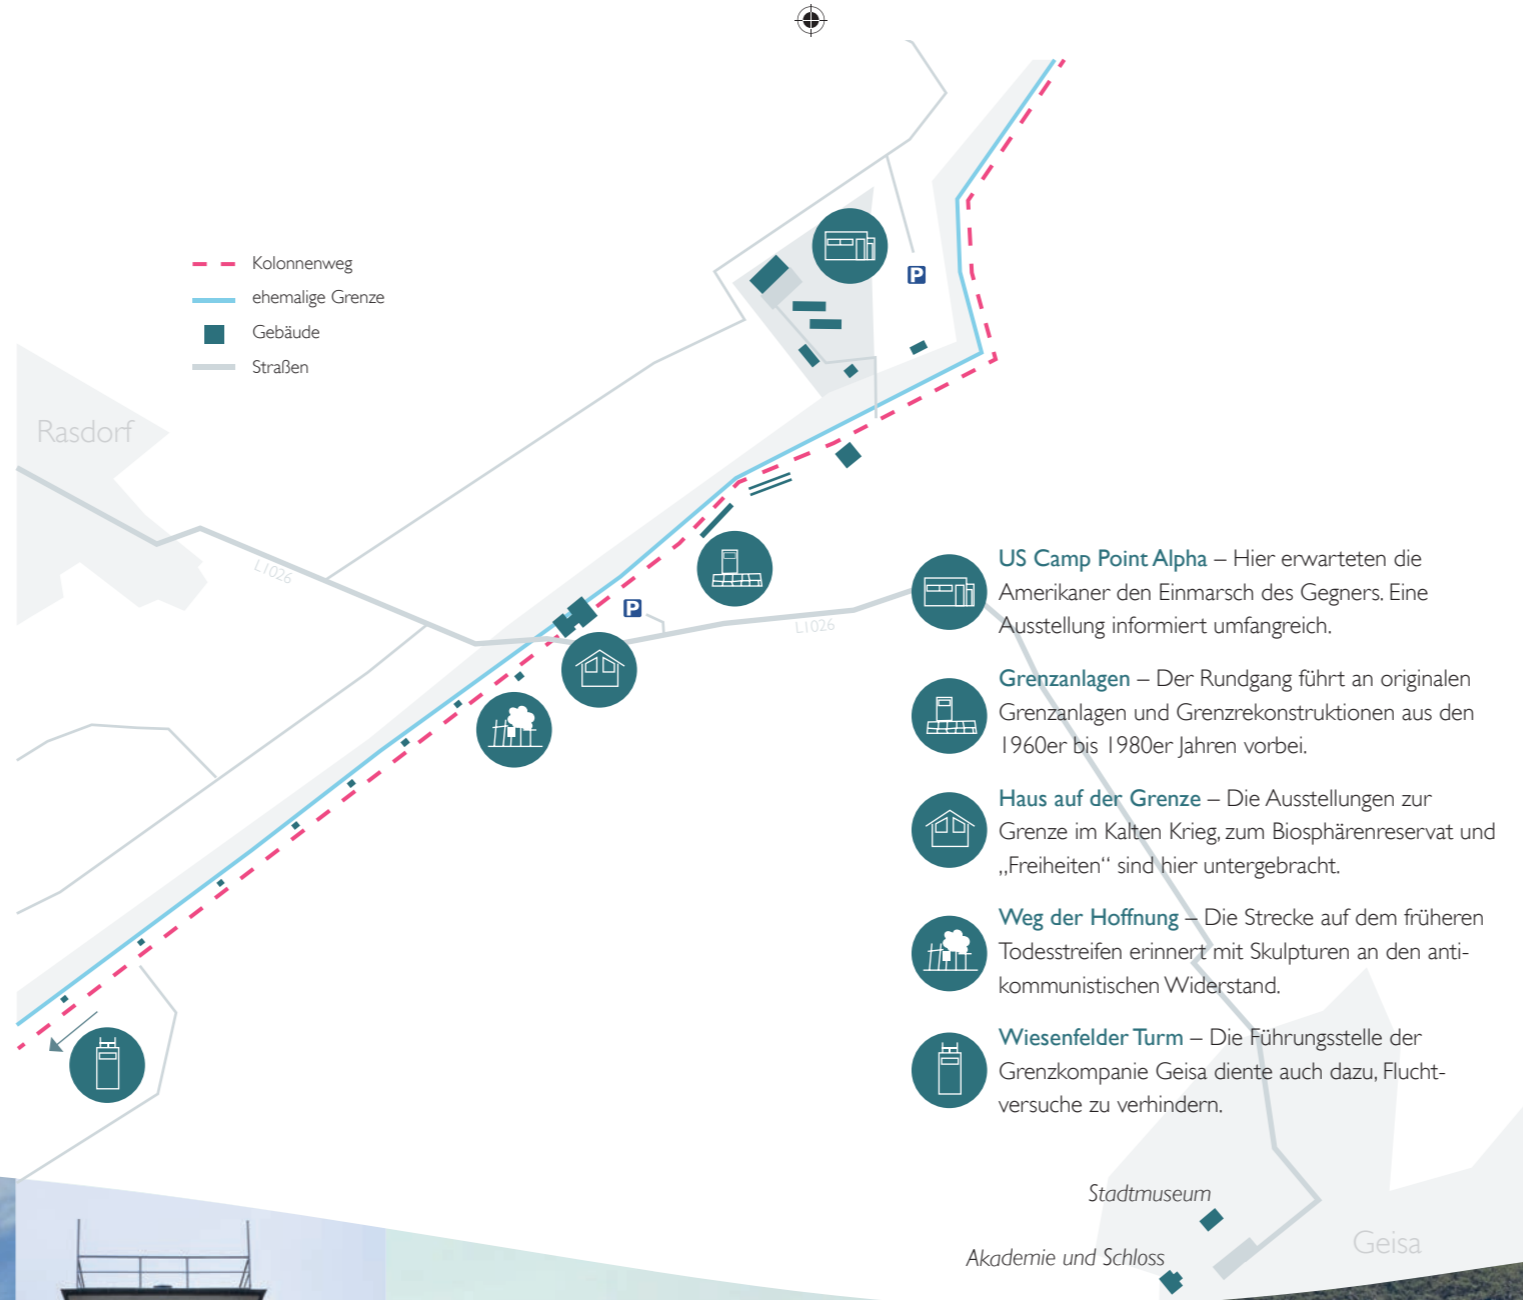 Kolonnenweg
ehemalige Grenze
Gebäude
Straßen
Rasdorf
L1026
P
P
L1026
US Camp Point Alpha – Hier erwarteten die
Amerikaner den Einmarsch des Gegners. Eine
Ausstellung informiert umfangreich.
Grenzanlagen – Der Rundgang führt an originalen
Grenzanlagen und Grenzrekonstruktionen aus den
1960er bis 1980er Jahren vorbei.
Haus auf der Grenze – Die Ausstellungen zur
Grenze im Kalten Krieg, zum Biosphärenreservat und
„Freiheiten“ sind hier untergebracht.
Weg der Hoffnung – Die Strecke auf dem früheren
Todesstreifen erinnert mit Skulpturen an den anti-
kommunistischen Widerstand.
Wiesenfelder Turm – Die Führungsstelle der
Grenzkompanie Geisa diente auch dazu, Flucht-
versuche zu verhindern.
Stadtmuseum
Geisa
Akademie und Schloss